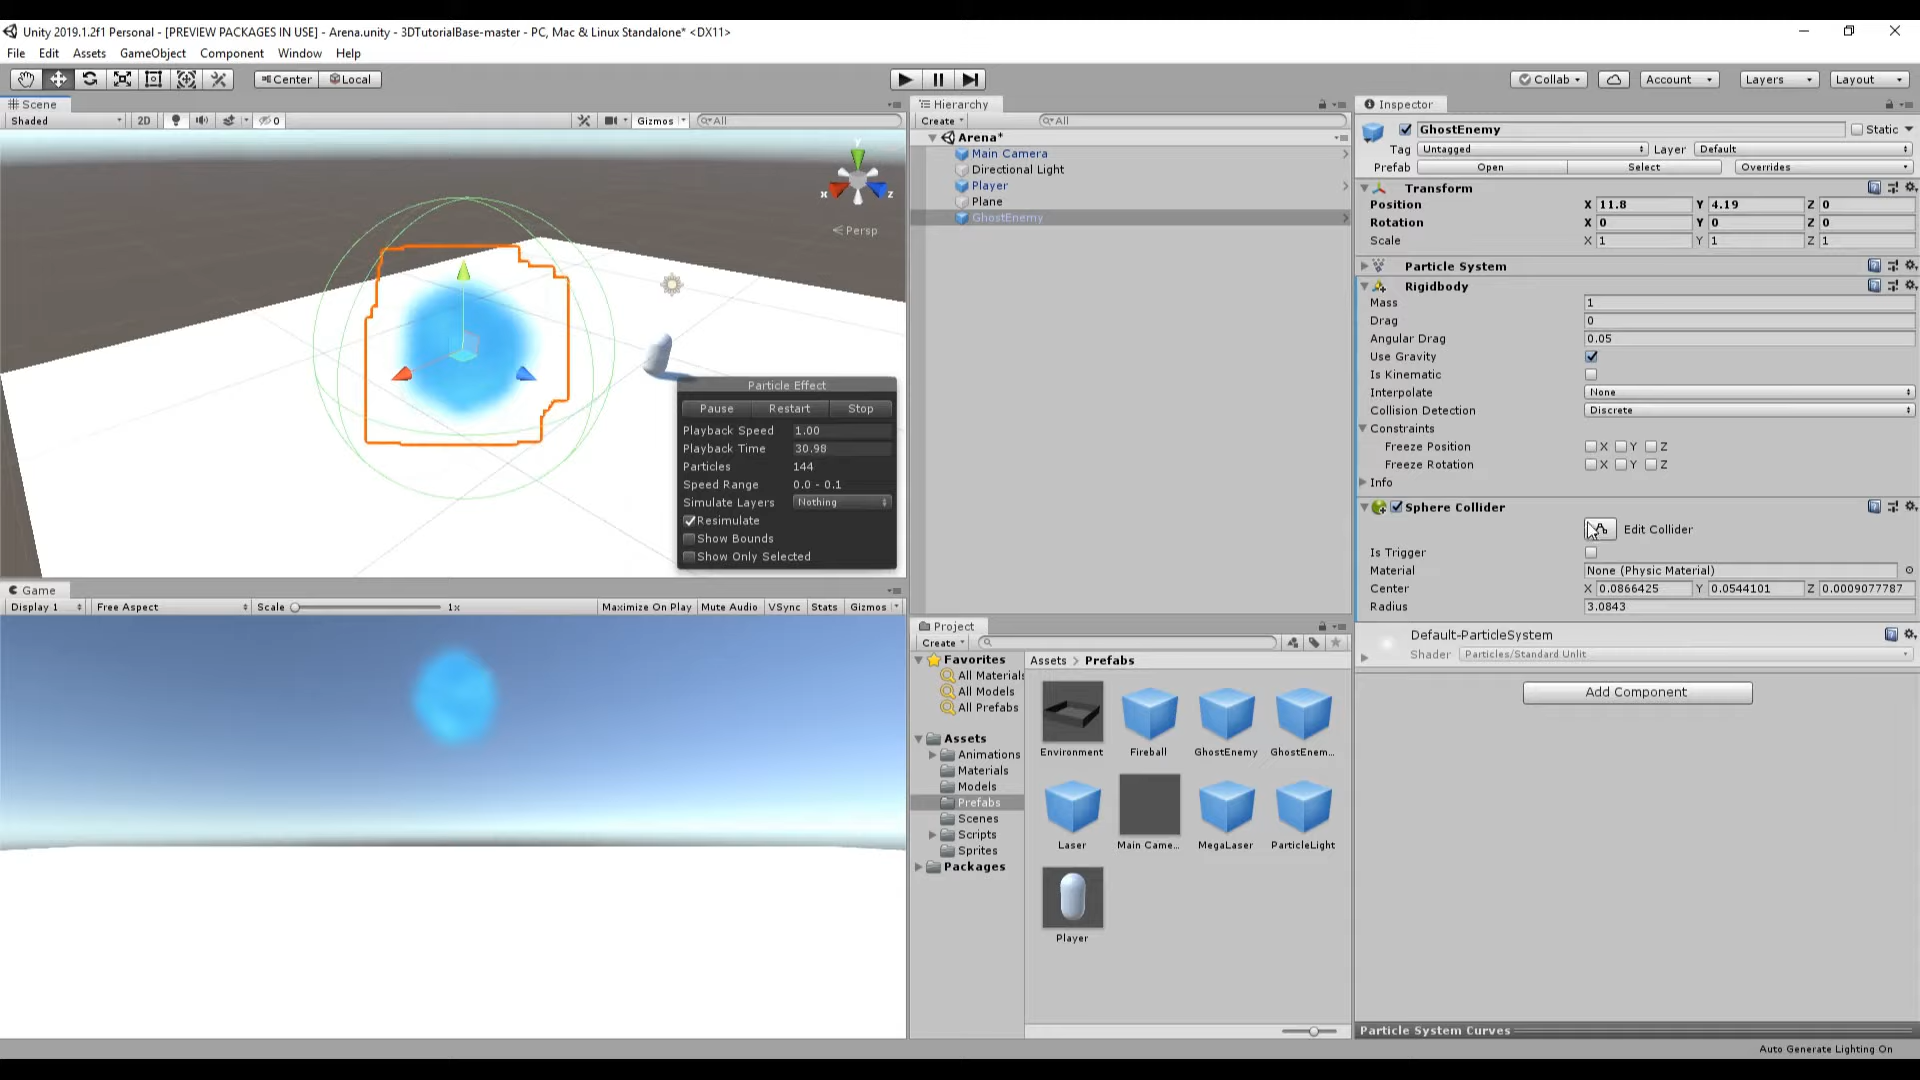 Unity 2019.1.2f1 Personal - [PREVIEW PACKAGES IN USE] - Arena.unity - 3DTutorialBase-master - PC, Mac & Linux Standalone* <DX11>
File Edit Assets GameObject Component Window Help
Center Local
Collab Account Layers Layout
Scene
Shaded 2D 0 Gizmos All
y
x z
Persp
Particle Effect
Pause Restart Stop
Playback Speed 1.00
Playback Time 30.98
Particles 144
Speed Range 0.0 - 0.1
Simulate Layers Nothing
Resimulate
Show Bounds
Show Only Selected
Game
Display 1 Free Aspect Scale 1x Maximize On Play Mute Audio VSync Stats Gizmos
Hierarchy
Create All
Arena*
Main Camera
Directional Light
Player
Plane
GhostEnemy
Project
Create
Favorites
All Materials
All Models
All Prefabs
Assets
Animations
Materials
Models
Prefabs
Scenes
Scripts
Sprites
Packages
Assets > Prefabs
Environment Fireball GhostEnemy GhostEnem...
Laser Main Came... MegaLaser ParticleLight
Player
Inspector
GhostEnemy Static
Tag Untagged Layer Default
Prefab Open Select Overrides
Transform
Position X 11.8 Y 4.19 Z 0
Rotation X 0 Y 0 Z 0
Scale X 1 Y 1 Z 1
Particle System
Rigidbody
Mass 1
Drag 0
Angular Drag 0.05
Use Gravity
Is Kinematic
Interpolate None
Collision Detection Discrete
Constraints
Freeze Position X Y Z
Freeze Rotation X Y Z
Info
Sphere Collider
Edit Collider
Is Trigger
Material None (Physic Material)
Center X 0.0866425 Y 0.0544101 Z 0.0009077787
Radius 3.0843
Default-ParticleSystem
Shader Particles/Standard Unlit
Add Component
Particle System Curves
Auto Generate Lighting On